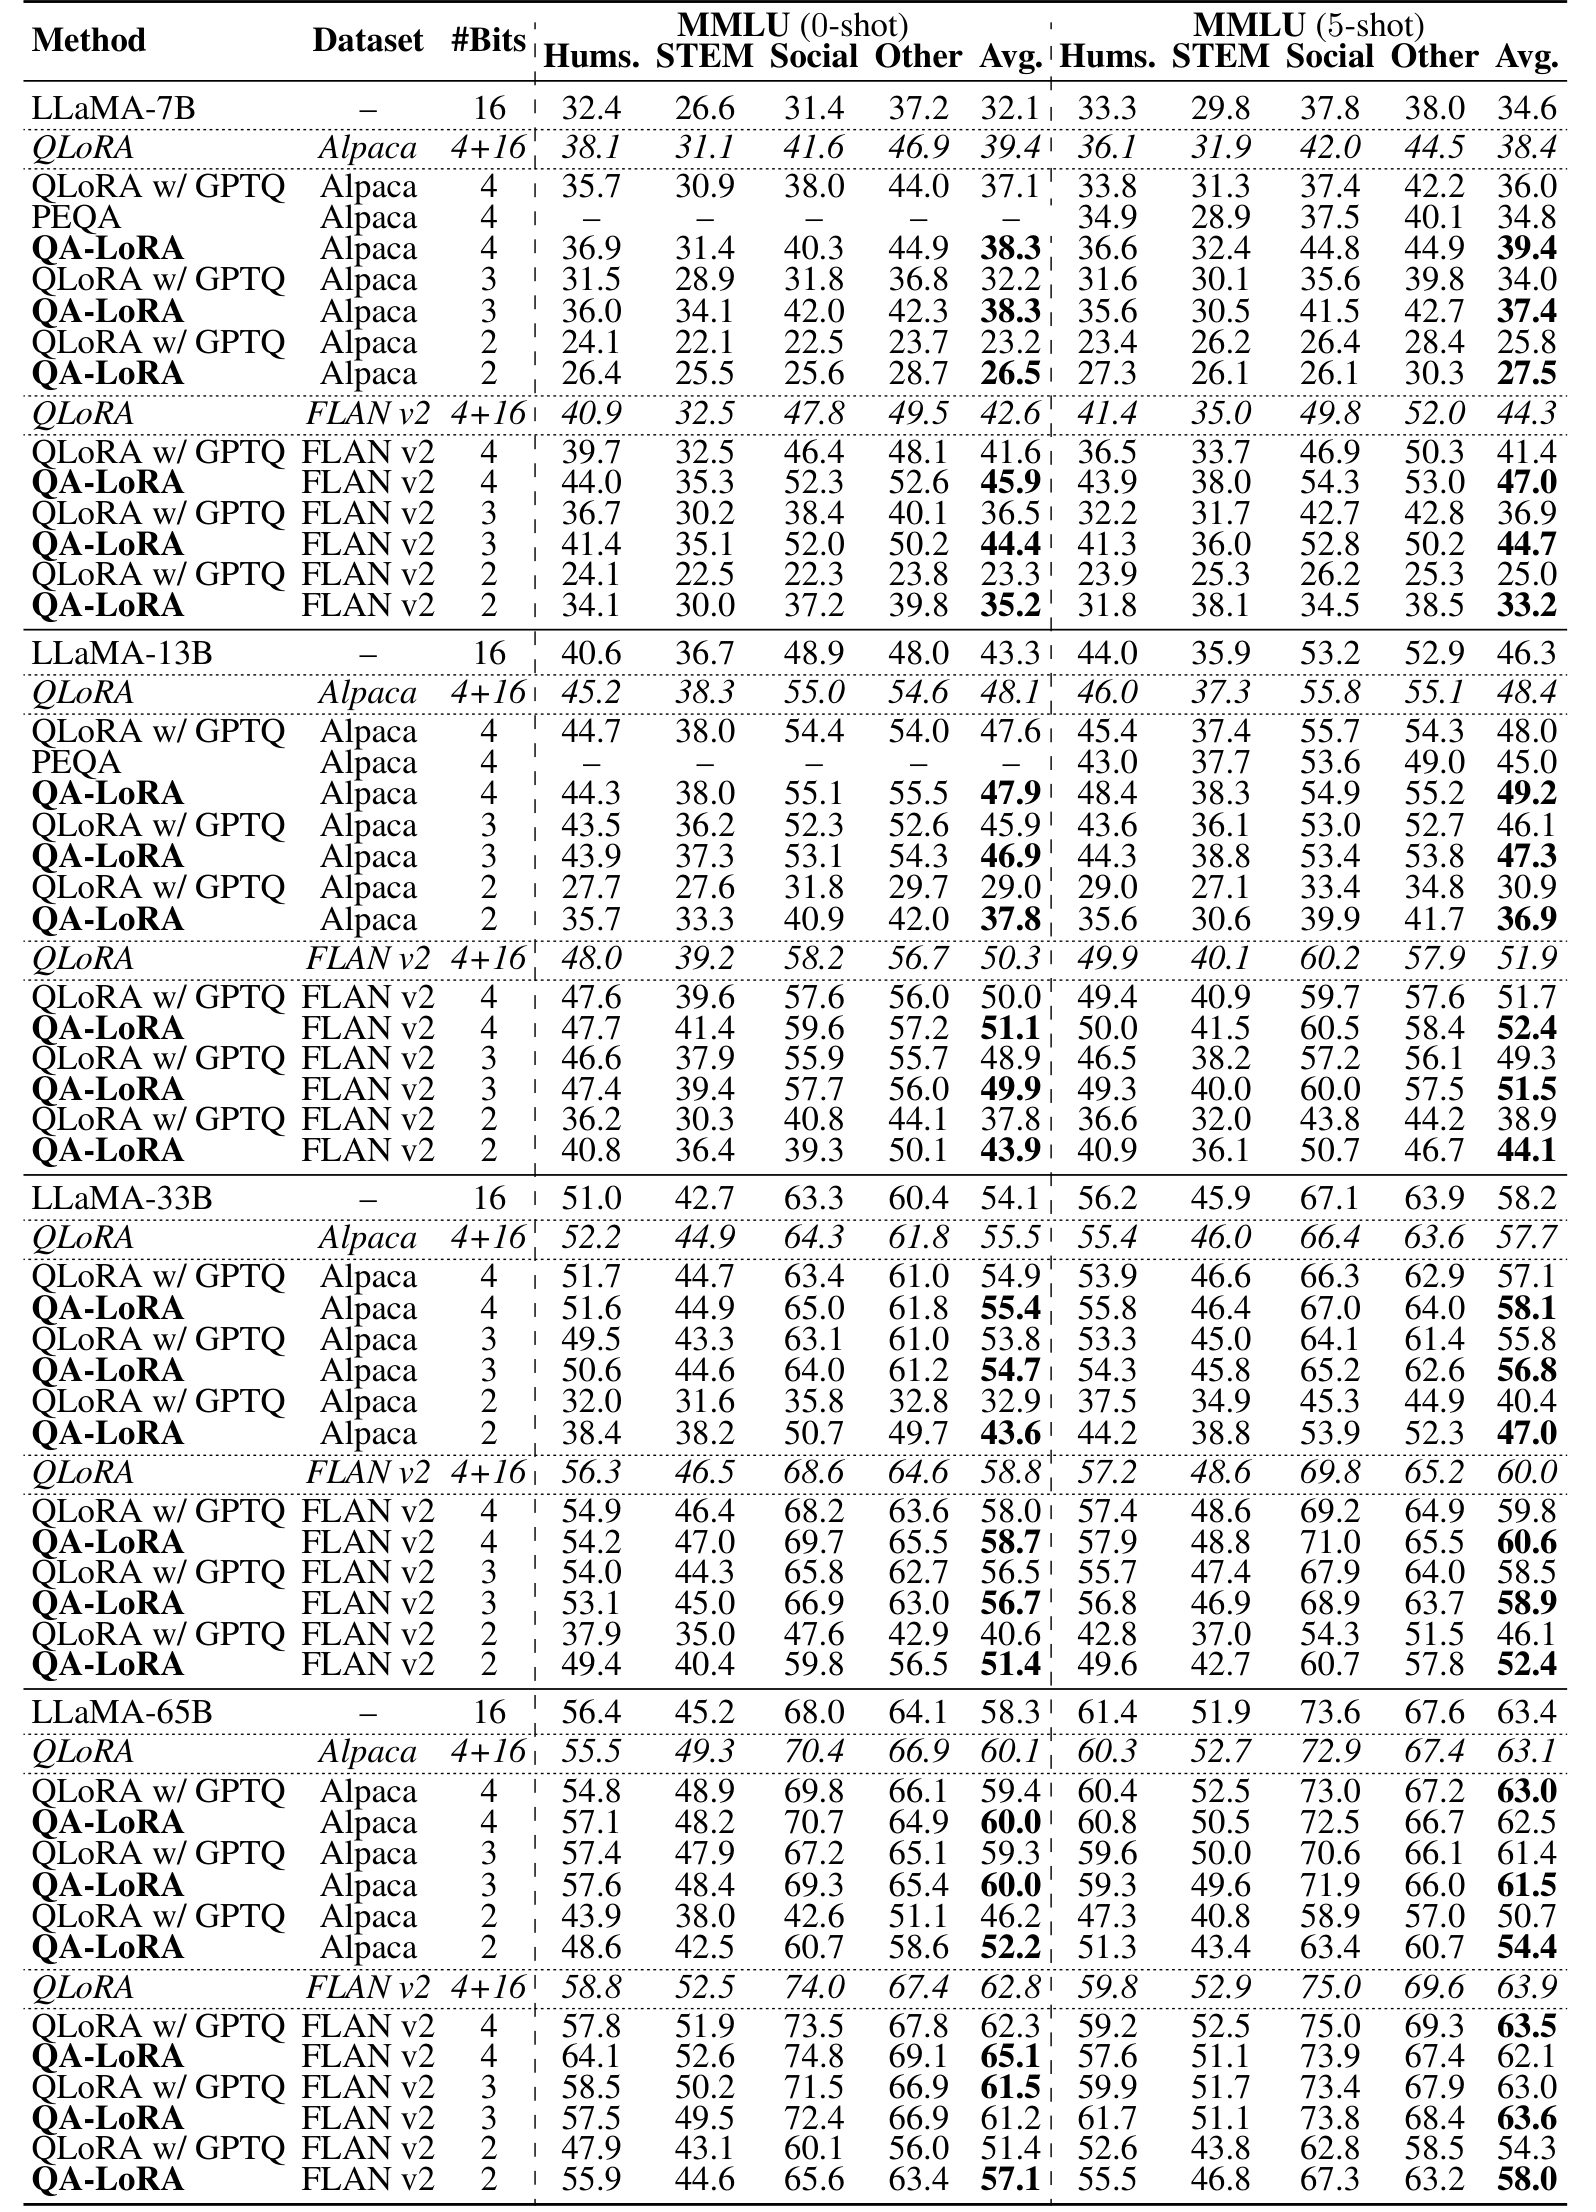 MMLU (0-shot) MMLU (5-shot)
Method Dataset #Bits Hums. STEM Social Other Avg. Hums. STEM Social Other Avg.
LLaMA-7B – 16 32.4 26.6 31.4 37.2 32.1 33.3 29.8 37.8 38.0 34.6
QLoRA Alpaca 4+16 38.1 31.1 41.6 46.9 39.4 36.1 31.9 42.0 44.5 38.4
QLoRA w/ GPTQ Alpaca 4 35.7 30.9 38.0 44.0 37.1 33.8 31.3 37.4 42.2 36.0
PEQA Alpaca 4 – – – – – 34.9 28.9 37.5 40.1 34.8
QA-LoRA Alpaca 4 36.9 31.4 40.3 44.9 38.3 36.6 32.4 44.8 44.9 39.4
QLoRA w/ GPTQ Alpaca 3 31.5 28.9 31.8 36.8 32.2 31.6 30.1 35.6 39.8 34.0
QA-LoRA Alpaca 3 36.0 34.1 42.0 42.3 38.3 35.6 30.5 41.5 42.7 37.4
QLoRA w/ GPTQ Alpaca 2 24.1 22.1 22.5 23.7 23.2 23.4 26.2 26.4 28.4 25.8
QA-LoRA Alpaca 2 26.4 25.5 25.6 28.7 26.5 27.3 26.1 26.1 30.3 27.5
QLoRA FLAN v2 4+16 40.9 32.5 47.8 49.5 42.6 41.4 35.0 49.8 52.0 44.3
QLoRA w/ GPTQ FLAN v2 4 39.7 32.5 46.4 48.1 41.6 36.5 33.7 46.9 50.3 41.4
QA-LoRA FLAN v2 4 44.0 35.3 52.3 52.6 45.9 43.9 38.0 54.3 53.0 47.0
QLoRA w/ GPTQ FLAN v2 3 36.7 30.2 38.4 40.1 36.5 32.2 31.7 42.7 42.8 36.9
QA-LoRA FLAN v2 3 41.4 35.1 52.0 50.2 44.4 41.3 36.0 52.8 50.2 44.7
QLoRA w/ GPTQ FLAN v2 2 24.1 22.5 22.3 23.8 23.3 23.9 25.3 26.2 25.3 25.0
QA-LoRA FLAN v2 2 34.1 30.0 37.2 39.8 35.2 31.8 38.1 34.5 38.5 33.2
LLaMA-13B – 16 40.6 36.7 48.9 48.0 43.3 44.0 35.9 53.2 52.9 46.3
QLoRA Alpaca 4+16 45.2 38.3 55.0 54.6 48.1 46.0 37.3 55.8 55.1 48.4
QLoRA w/ GPTQ Alpaca 4 44.7 38.0 54.4 54.0 47.6 45.4 37.4 55.7 54.3 48.0
PEQA Alpaca 4 – – – – – 43.0 37.7 53.6 49.0 45.0
QA-LoRA Alpaca 4 44.3 38.0 55.1 55.5 47.9 48.4 38.3 54.9 55.2 49.2
QLoRA w/ GPTQ Alpaca 3 43.5 36.2 52.3 52.6 45.9 43.6 36.1 53.0 52.7 46.1
QA-LoRA Alpaca 3 43.9 37.3 53.1 54.3 46.9 44.3 38.8 53.4 53.8 47.3
QLoRA w/ GPTQ Alpaca 2 27.7 27.6 31.8 29.7 29.0 29.0 27.1 33.4 34.8 30.9
QA-LoRA Alpaca 2 35.7 33.3 40.9 42.0 37.8 35.6 30.6 39.9 41.7 36.9
QLoRA FLAN v2 4+16 48.0 39.2 58.2 56.7 50.3 49.9 40.1 60.2 57.9 51.9
QLoRA w/ GPTQ FLAN v2 4 47.6 39.6 57.6 56.0 50.0 49.4 40.9 59.7 57.6 51.7
QA-LoRA FLAN v2 4 47.7 41.4 59.6 57.2 51.1 50.0 41.5 60.5 58.4 52.4
QLoRA w/ GPTQ FLAN v2 3 46.6 37.9 55.9 55.7 48.9 46.5 38.2 57.2 56.1 49.3
QA-LoRA FLAN v2 3 47.4 39.4 57.7 56.0 49.9 49.3 40.0 60.0 57.5 51.5
QLoRA w/ GPTQ FLAN v2 2 36.2 30.3 40.8 44.1 37.8 36.6 32.0 43.8 44.2 38.9
QA-LoRA FLAN v2 2 40.8 36.4 39.3 50.1 43.9 40.9 36.1 50.7 46.7 44.1
LLaMA-33B – 16 51.0 42.7 63.3 60.4 54.1 56.2 45.9 67.1 63.9 58.2
QLoRA Alpaca 4+16 52.2 44.9 64.3 61.8 55.5 55.4 46.0 66.4 63.6 57.7
QLoRA w/ GPTQ Alpaca 4 51.7 44.7 63.4 61.0 54.9 53.9 46.6 66.3 62.9 57.1
QA-LoRA Alpaca 4 51.6 44.9 65.0 61.8 55.4 55.8 46.4 67.0 64.0 58.1
QLoRA w/ GPTQ Alpaca 3 49.5 43.3 63.1 61.0 53.8 53.3 45.0 64.1 61.4 55.8
QA-LoRA Alpaca 3 50.6 44.6 64.0 61.2 54.7 54.3 45.8 65.2 62.6 56.8
QLoRA w/ GPTQ Alpaca 2 32.0 31.6 35.8 32.8 32.9 37.5 34.9 45.3 44.9 40.4
QA-LoRA Alpaca 2 38.4 38.2 50.7 49.7 43.6 44.2 38.8 53.9 52.3 47.0
QLoRA FLAN v2 4+16 56.3 46.5 68.6 64.6 58.8 57.2 48.6 69.8 65.2 60.0
QLoRA w/ GPTQ FLAN v2 4 54.9 46.4 68.2 63.6 58.0 57.4 48.6 69.2 64.9 59.8
QA-LoRA FLAN v2 4 54.2 47.0 69.7 65.5 58.7 57.9 48.8 71.0 65.5 60.6
QLoRA w/ GPTQ FLAN v2 3 54.0 44.3 65.8 62.7 56.5 55.7 47.4 67.9 64.0 58.5
QA-LoRA FLAN v2 3 53.1 45.0 66.9 63.0 56.7 56.8 46.9 68.9 63.7 58.9
QLoRA w/ GPTQ FLAN v2 2 37.9 35.0 47.6 42.9 40.6 42.8 37.0 54.3 51.5 46.1
QA-LoRA FLAN v2 2 49.4 40.4 59.8 56.5 51.4 49.6 42.7 60.7 57.8 52.4
LLaMA-65B – 16 56.4 45.2 68.0 64.1 58.3 61.4 51.9 73.6 67.6 63.4
QLoRA Alpaca 4+16 55.5 49.3 70.4 66.9 60.1 60.3 52.7 72.9 67.4 63.1
QLoRA w/ GPTQ Alpaca 4 54.8 48.9 69.8 66.1 59.4 60.4 52.5 73.0 67.2 63.0
QA-LoRA Alpaca 4 57.1 48.2 70.7 64.9 60.0 60.8 50.5 72.5 66.7 62.5
QLoRA w/ GPTQ Alpaca 3 57.4 47.9 67.2 65.1 59.3 59.6 50.0 70.6 66.1 61.4
QA-LoRA Alpaca 3 57.6 48.4 69.3 65.4 60.0 59.3 49.6 71.9 66.0 61.5
QLoRA w/ GPTQ Alpaca 2 43.9 38.0 42.6 51.1 46.2 47.3 40.8 58.9 57.0 50.7
QA-LoRA Alpaca 2 48.6 42.5 60.7 58.6 52.2 51.3 43.4 63.4 60.7 54.4
QLoRA FLAN v2 4+16 58.8 52.5 74.0 67.4 62.8 59.8 52.9 75.0 69.6 63.9
QLoRA w/ GPTQ FLAN v2 4 57.8 51.9 73.5 67.8 62.3 59.2 52.5 75.0 69.3 63.5
QA-LoRA FLAN v2 4 64.1 52.6 74.8 69.1 65.1 57.6 51.1 73.9 67.4 62.1
QLoRA w/ GPTQ FLAN v2 3 58.5 50.2 71.5 66.9 61.5 59.9 51.7 73.4 67.9 63.0
QA-LoRA FLAN v2 3 57.5 49.5 72.4 66.9 61.2 61.7 51.1 73.8 68.4 63.6
QLoRA w/ GPTQ FLAN v2 2 47.9 43.1 60.1 56.0 51.4 52.6 43.8 62.8 58.5 54.3
QA-LoRA FLAN v2 2 55.9 44.6 65.6 63.4 57.1 55.5 46.8 67.3 63.2 58.0